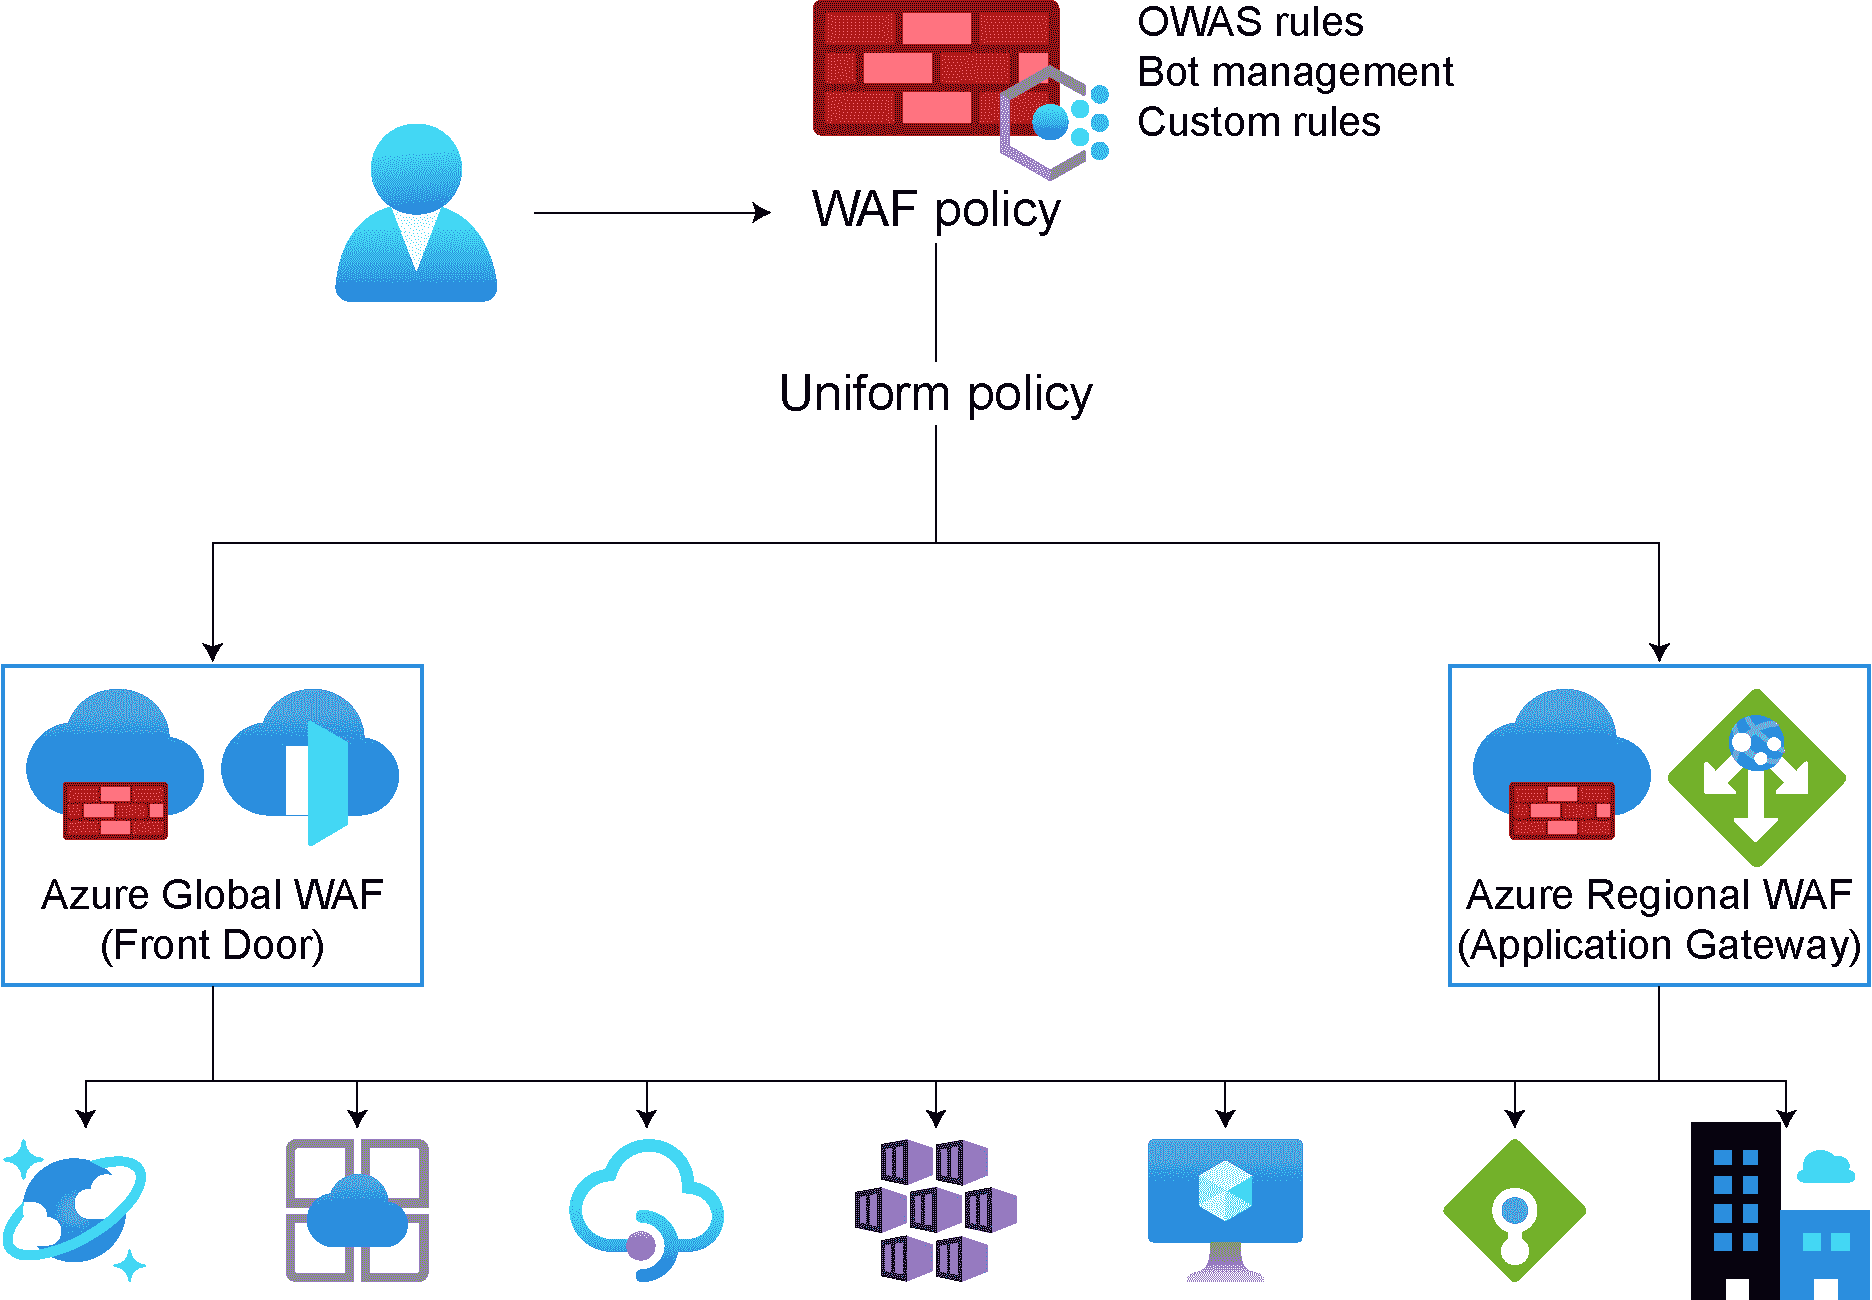 OWAS rules
Bot management
Custom rules
WAF policy
Uniform policy
Azure Global WAF
(Front Door)
Azure Regional WAF
(Application Gateway)